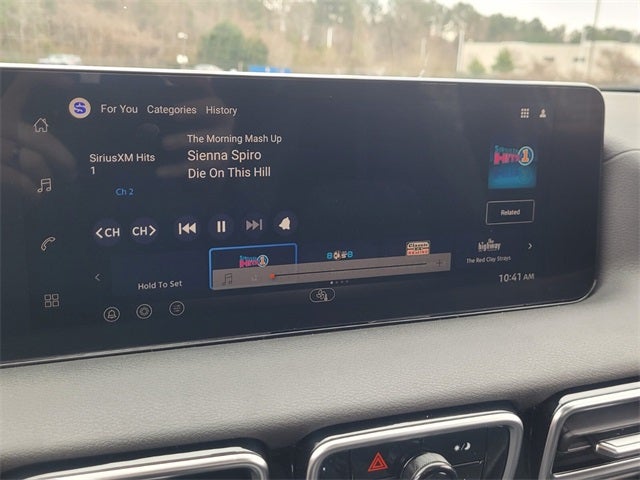 For You Categories History
The Morning Mash Up
SiriusXM Hits
1
Sienna Spiro
Die On This Hill
Ch 2
<CH CH>
Related
Hold To Set
The Red Clay Strays
10:41 AM